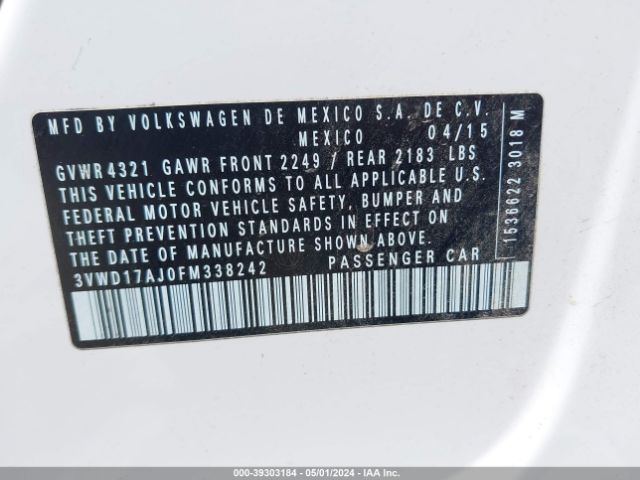 MFD BY VOLKSWAGEN DE MEXICO S.A. DE C.V.
MEXICO 04/15
GVWR 4321 GAWR FRONT 2249 / REAR 2183 LBS
THIS VEHICLE CONFORMS TO ALL APPLICABLE U.S.
FEDERAL MOTOR VEHICLE SAFETY, BUMPER AND
THEFT PREVENTION STANDARDS IN EFFECT ON
THE DATE OF MANUFACTURE SHOWN ABOVE.
3VWD17AJ0FM338242 PASSENGER CAR
1536622 3018 M
000-39303184 - 05/01/2024 - IAAI.com